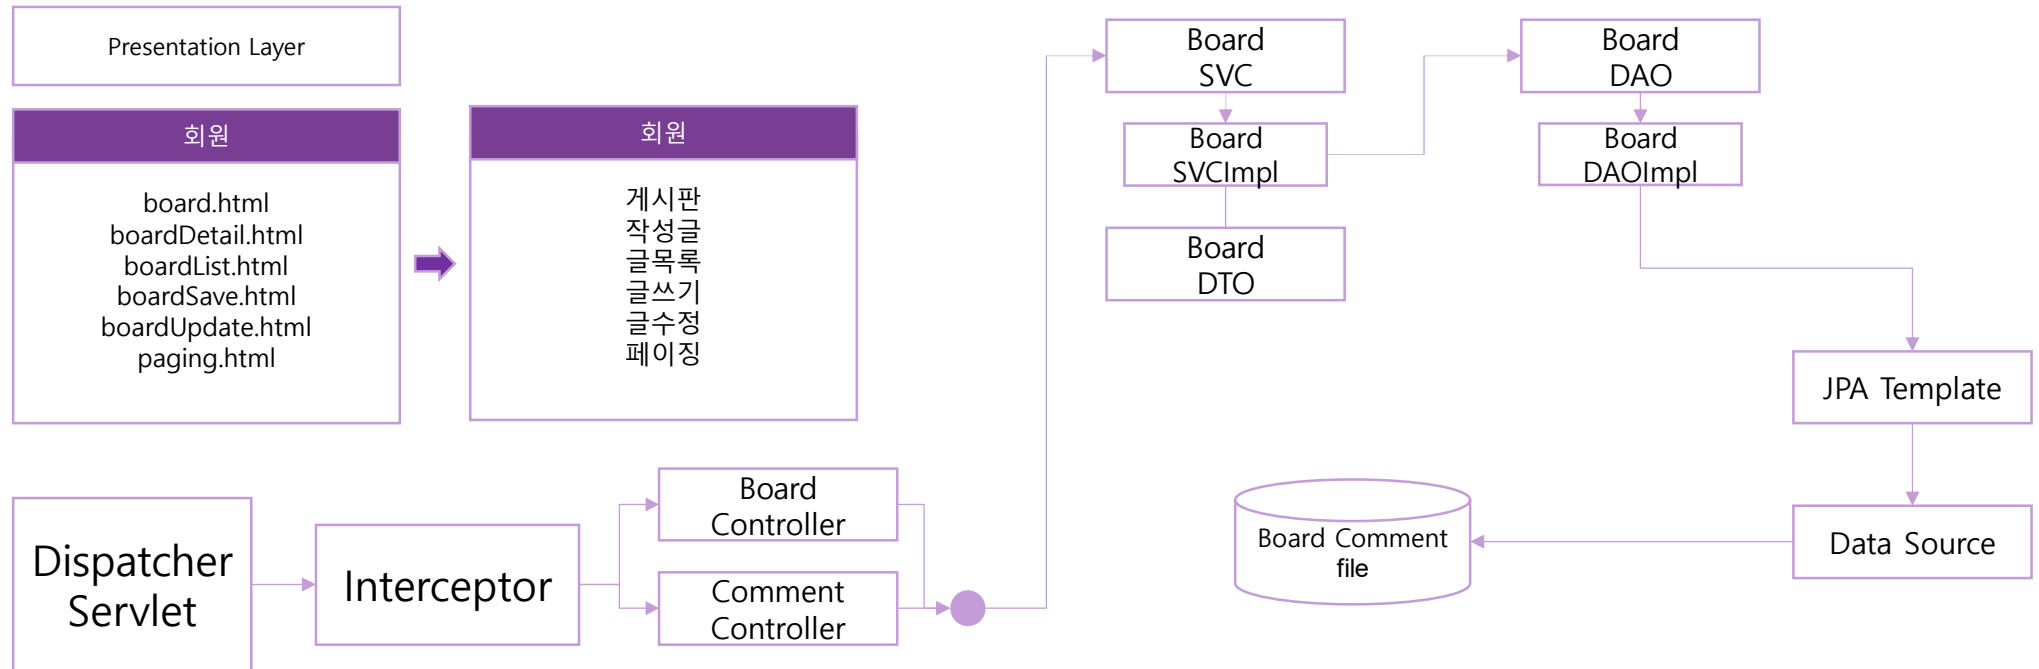 Presentation Layer
회원
board.html
boardDetail.html
boardList.html
boardSave.html
boardUpdate.html
paging.html
회원
게시판
작성글
글목록
글쓰기
글수정
페이징
Board
SVC
Board
SVCImpl
Board
DTO
Board
DAO
Board
DAOImpl
JPA Template
Data Source
Board Comment
file
Dispatcher
Servlet
Interceptor
Board
Controller
Comment
Controller